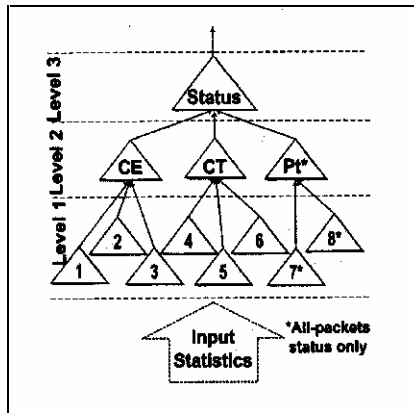 Level 3
Status
Level 2
CE CT Pt*
Level 1
2 4 6 8*
1 3 5 7*
Input
Statistics
*All-packets
status only